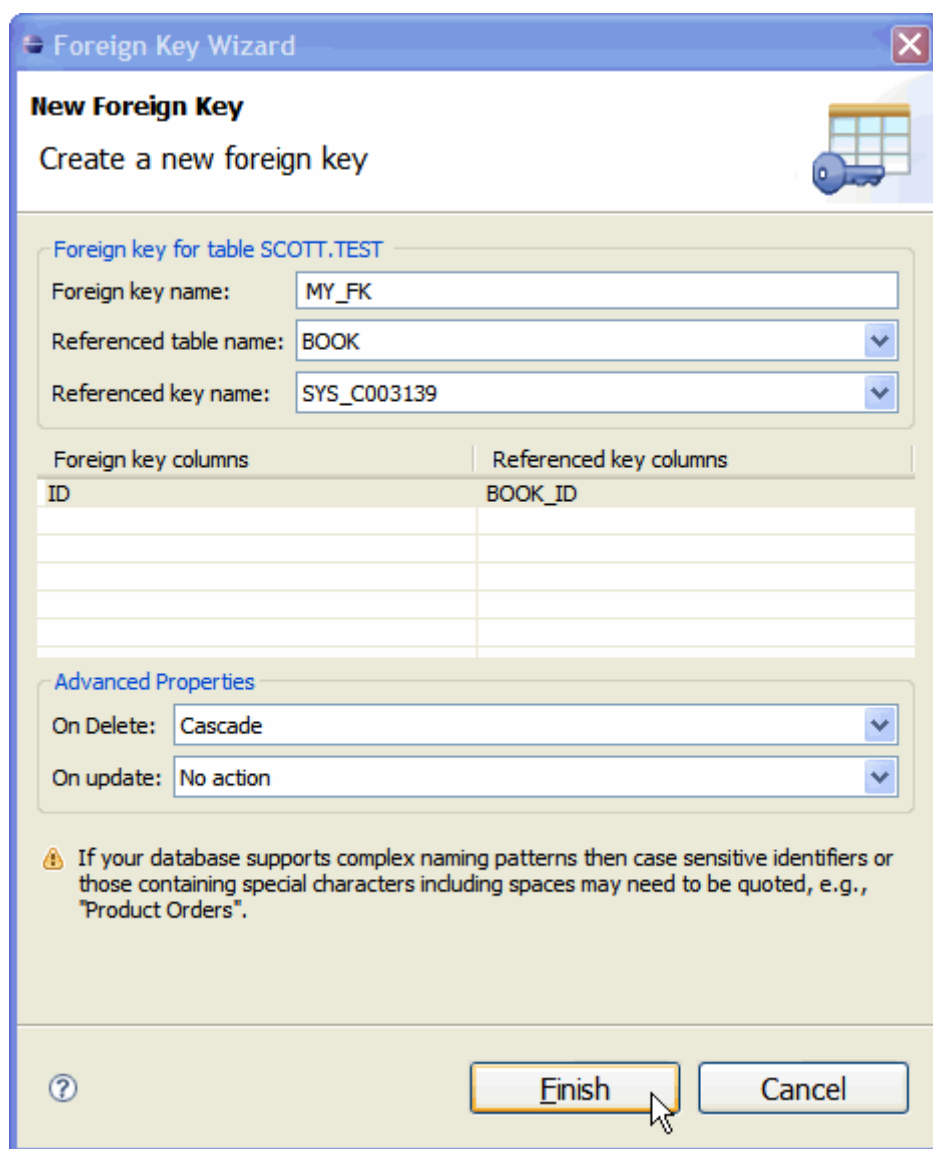 Foreign Key Wizard
New Foreign Key
Create a new foreign key
Foreign key for table SCOTT.TEST
Foreign key name: MY_FK
Referenced table name: BOOK
Referenced key name: SYS_C003139
Foreign key columns Referenced key columns
ID BOOK_ID
Advanced Properties
On Delete: Cascade
On update: No action
If your database supports complex naming patterns then case sensitive identifiers or
those containing special characters including spaces may need to be quoted, e.g.,
"Product Orders".
Finish Cancel